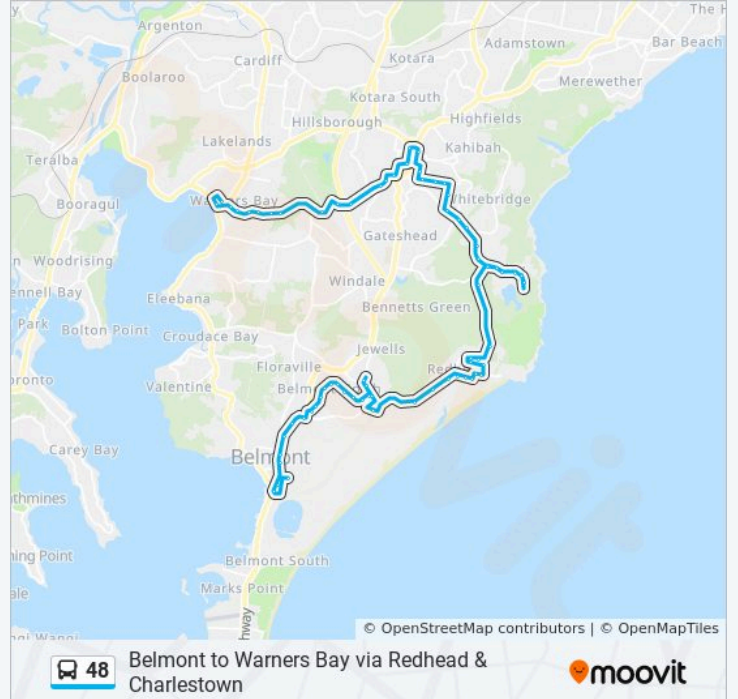 The H
Argenton
Adamstown
Bar Beach
Cardiff
Kotara
Boolaroo
Merewether
Kotara South
Hillsborough
Highfields
Lakelands
Kahibah
Teralba
Booragul
Whitebridge
Gateshead
Woodrising
Windale
Eleebana
Bennetts Green
Park
Bolton Point
Croudace Bay
Jewells
Floraville
Valentine
Carey Bay
Belmont
Belmont South
Marks Point
© OpenStreetMap contributors | © OpenMapTiles
48
Belmont to Warners Bay via Redhead &
Charlestown
moovit